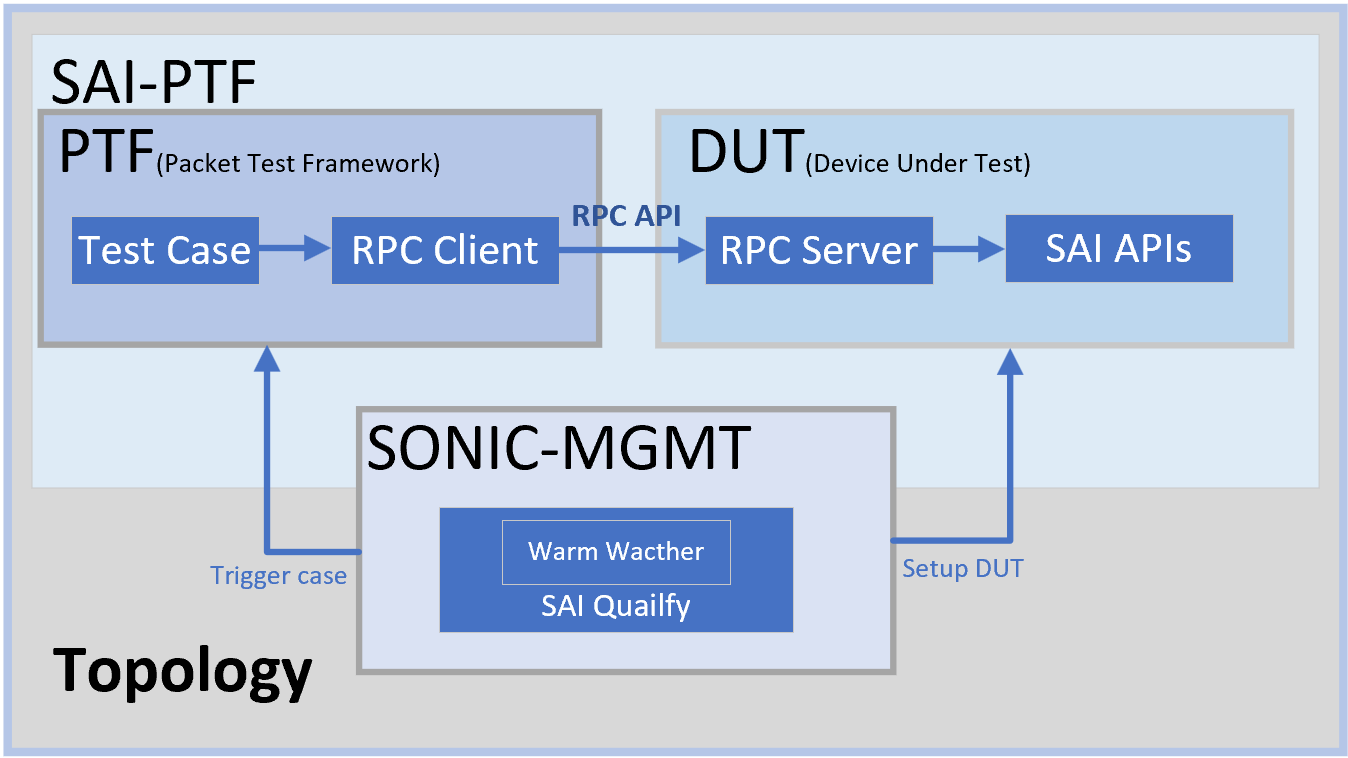 SAI-PTF
PTF(Packet Test Framework)
DUT(Device Under Test)
RPC API
Test Case
RPC Client
RPC Server
SAI APIs
SONIC-MGMT
Warm Wacther
SAI Quailfy
Trigger case
Setup DUT
Topology